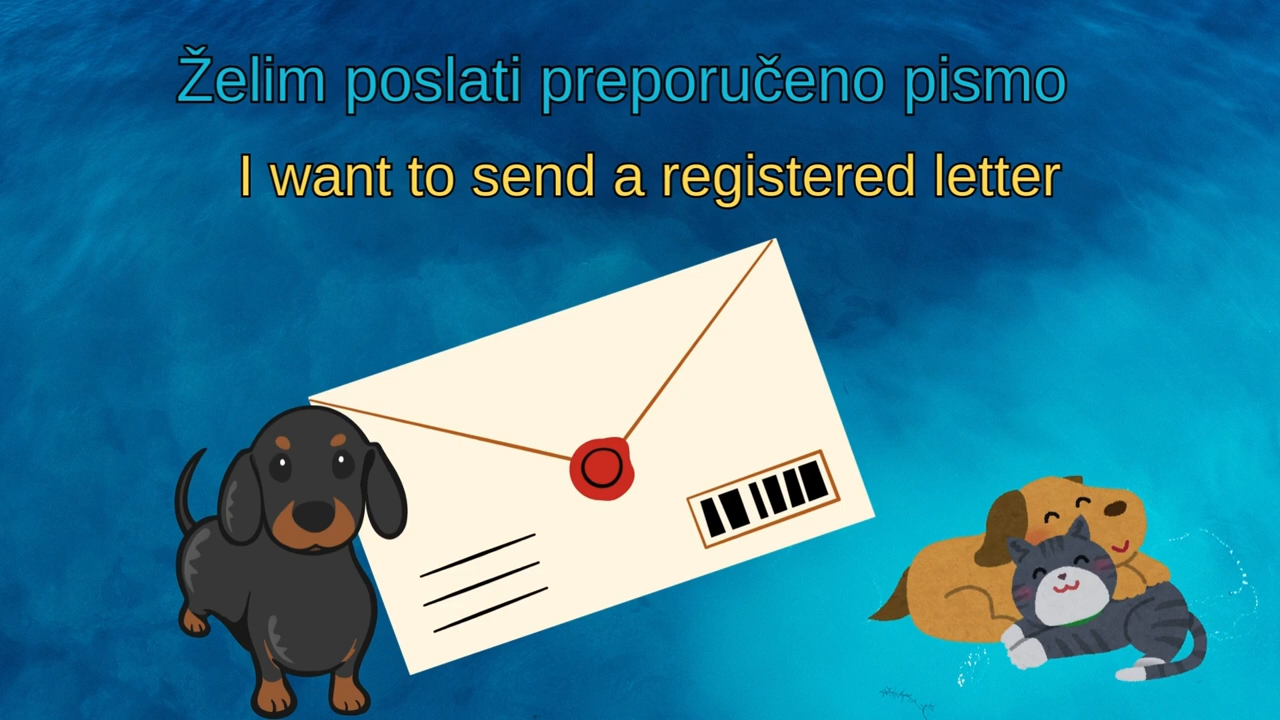 Želim poslati preporučeno pismo
I want to send a registered letter